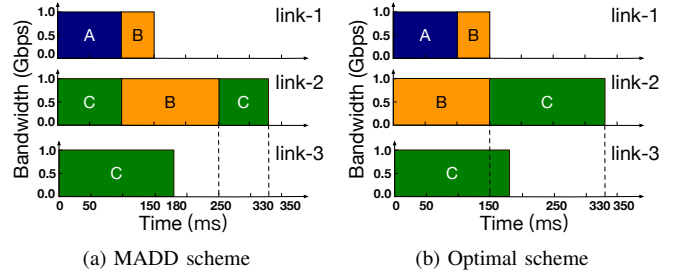 1.0
0.5
0.0
A
B
link-1
1.0
0.5
0.0
C
B
C
link-2
1.0
0.5
0.0
C
link-3
Bandwidth (Gbps)
0 50 150 180 250 330 350
Time (ms)
(a) MADD scheme
1.0
0.5
0.0
A
B
link-1
1.0
0.5
0.0
B
C
link-2
1.0
0.5
0.0
C
link-3
Bandwidth (Gbps)
0 50 150 250 330 350
Time (ms)
(b) Optimal scheme